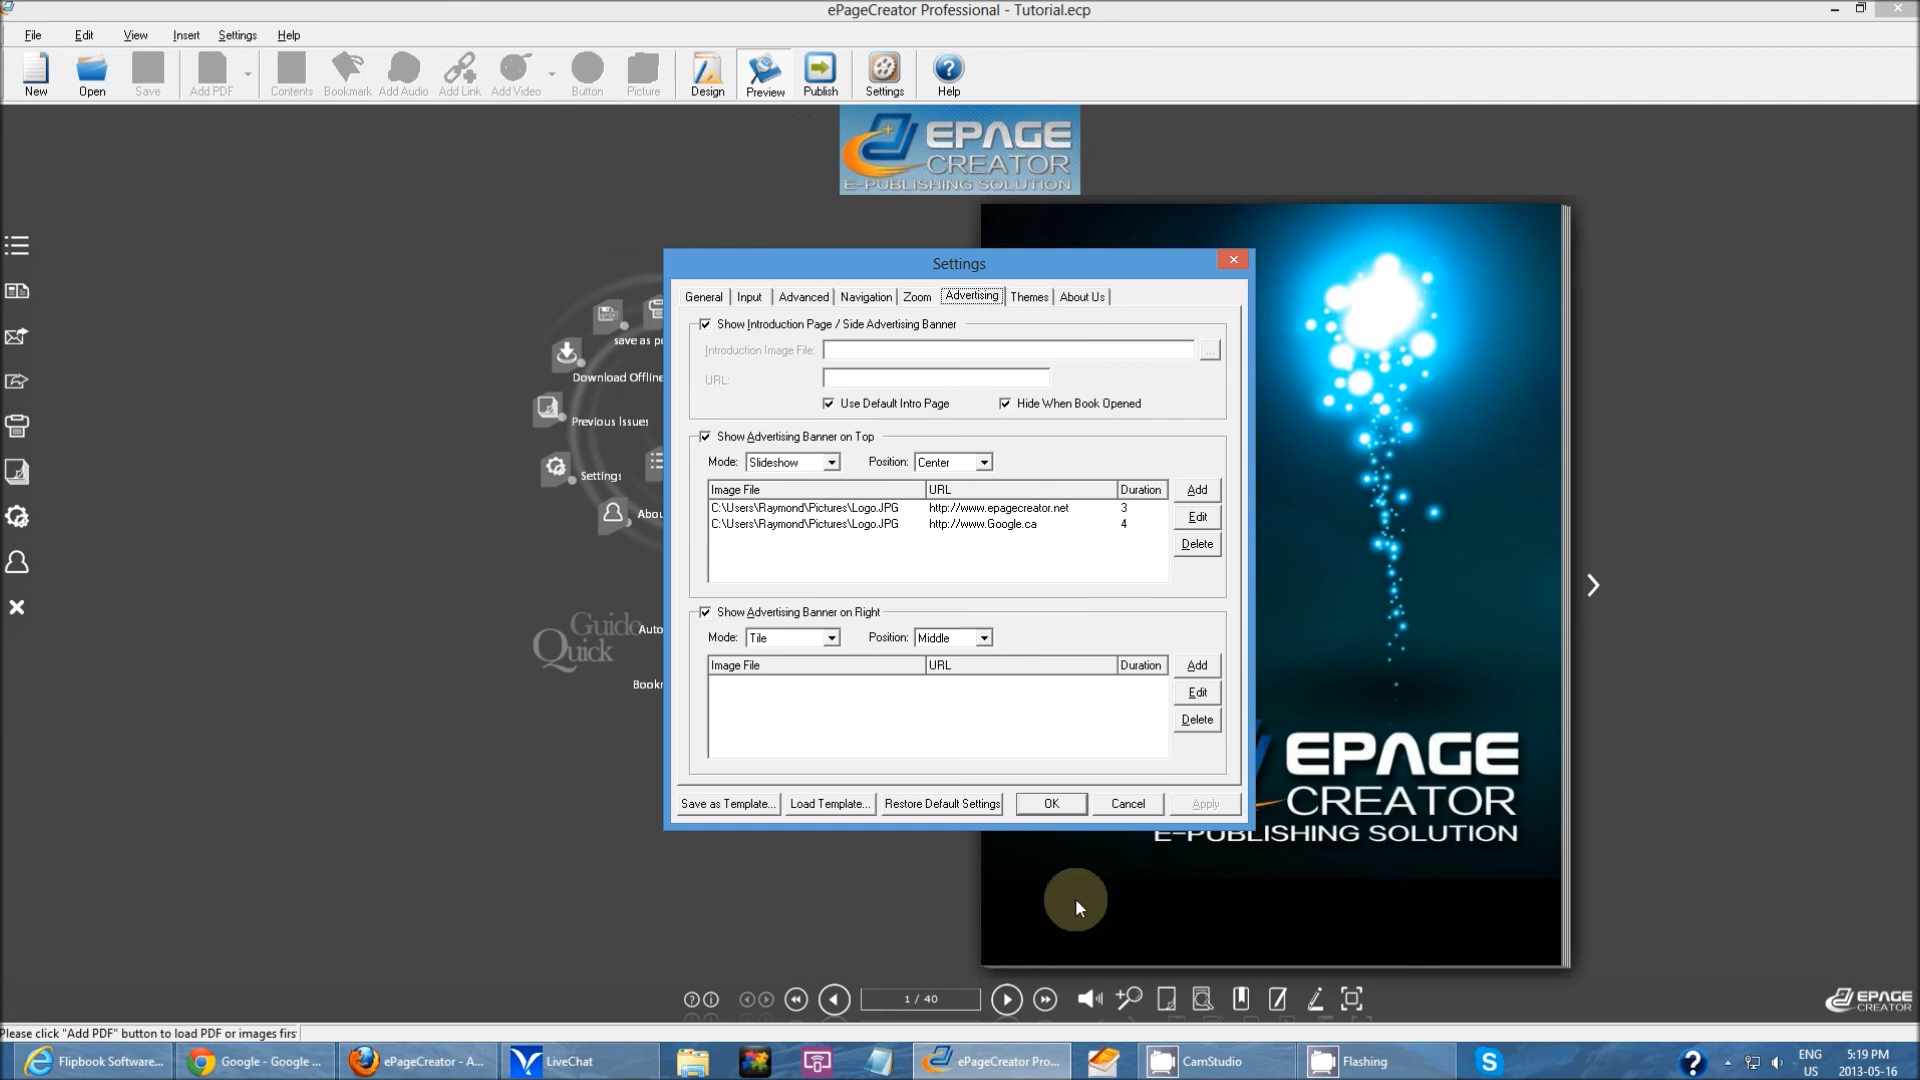 ePageCreator Professional - Tutorial.ecp
File Edit View Insert Settings Help
New Open Save Add PDF Contents Bookmark Add Audio Add Link Add Video Button Picture Design Preview Publish Settings Help
EPAGE
CREATOR
E-PUBLISHING SOLUTION
Settings
General Input Advanced Navigation Zoom Advertising Themes About Us
Show Introduction Page / Side Advertising Banner
Introduction Image File: ...
URL:
Use Default Intro Page Hide When Book Opened
Show Advertising Banner on Top
Mode: Slideshow Position: Center
Image File URL Duration Add
C:\Users\Raymond\Pictures\Logo.JPG http://www.epagecreator.net 3
C:\Users\Raymond\Pictures\Logo.JPG http://www.Google.ca 4
Edit
Delete
Show Advertising Banner on Right
Mode: Tile Position: Middle
Image File URL Duration Add
Edit
Delete
Save as Template... Load Template... Restore Default Settings OK Cancel Apply
save as p
Download Offline
Previous Issues
Settings
Abou
Guide
Quick
Auto
Bookr
EPAGE
CREATOR
E-PUBLISHING SOLUTION
1 / 40
EPAGE
CREATOR
Please click "Add PDF" button to load PDF or images firs
Flipbook Software... Google - Google ... ePageCreator - A... LiveChat ePageCreator Pro... CamStudio Flashing
ENG
US
5:19 PM
2013-05-16